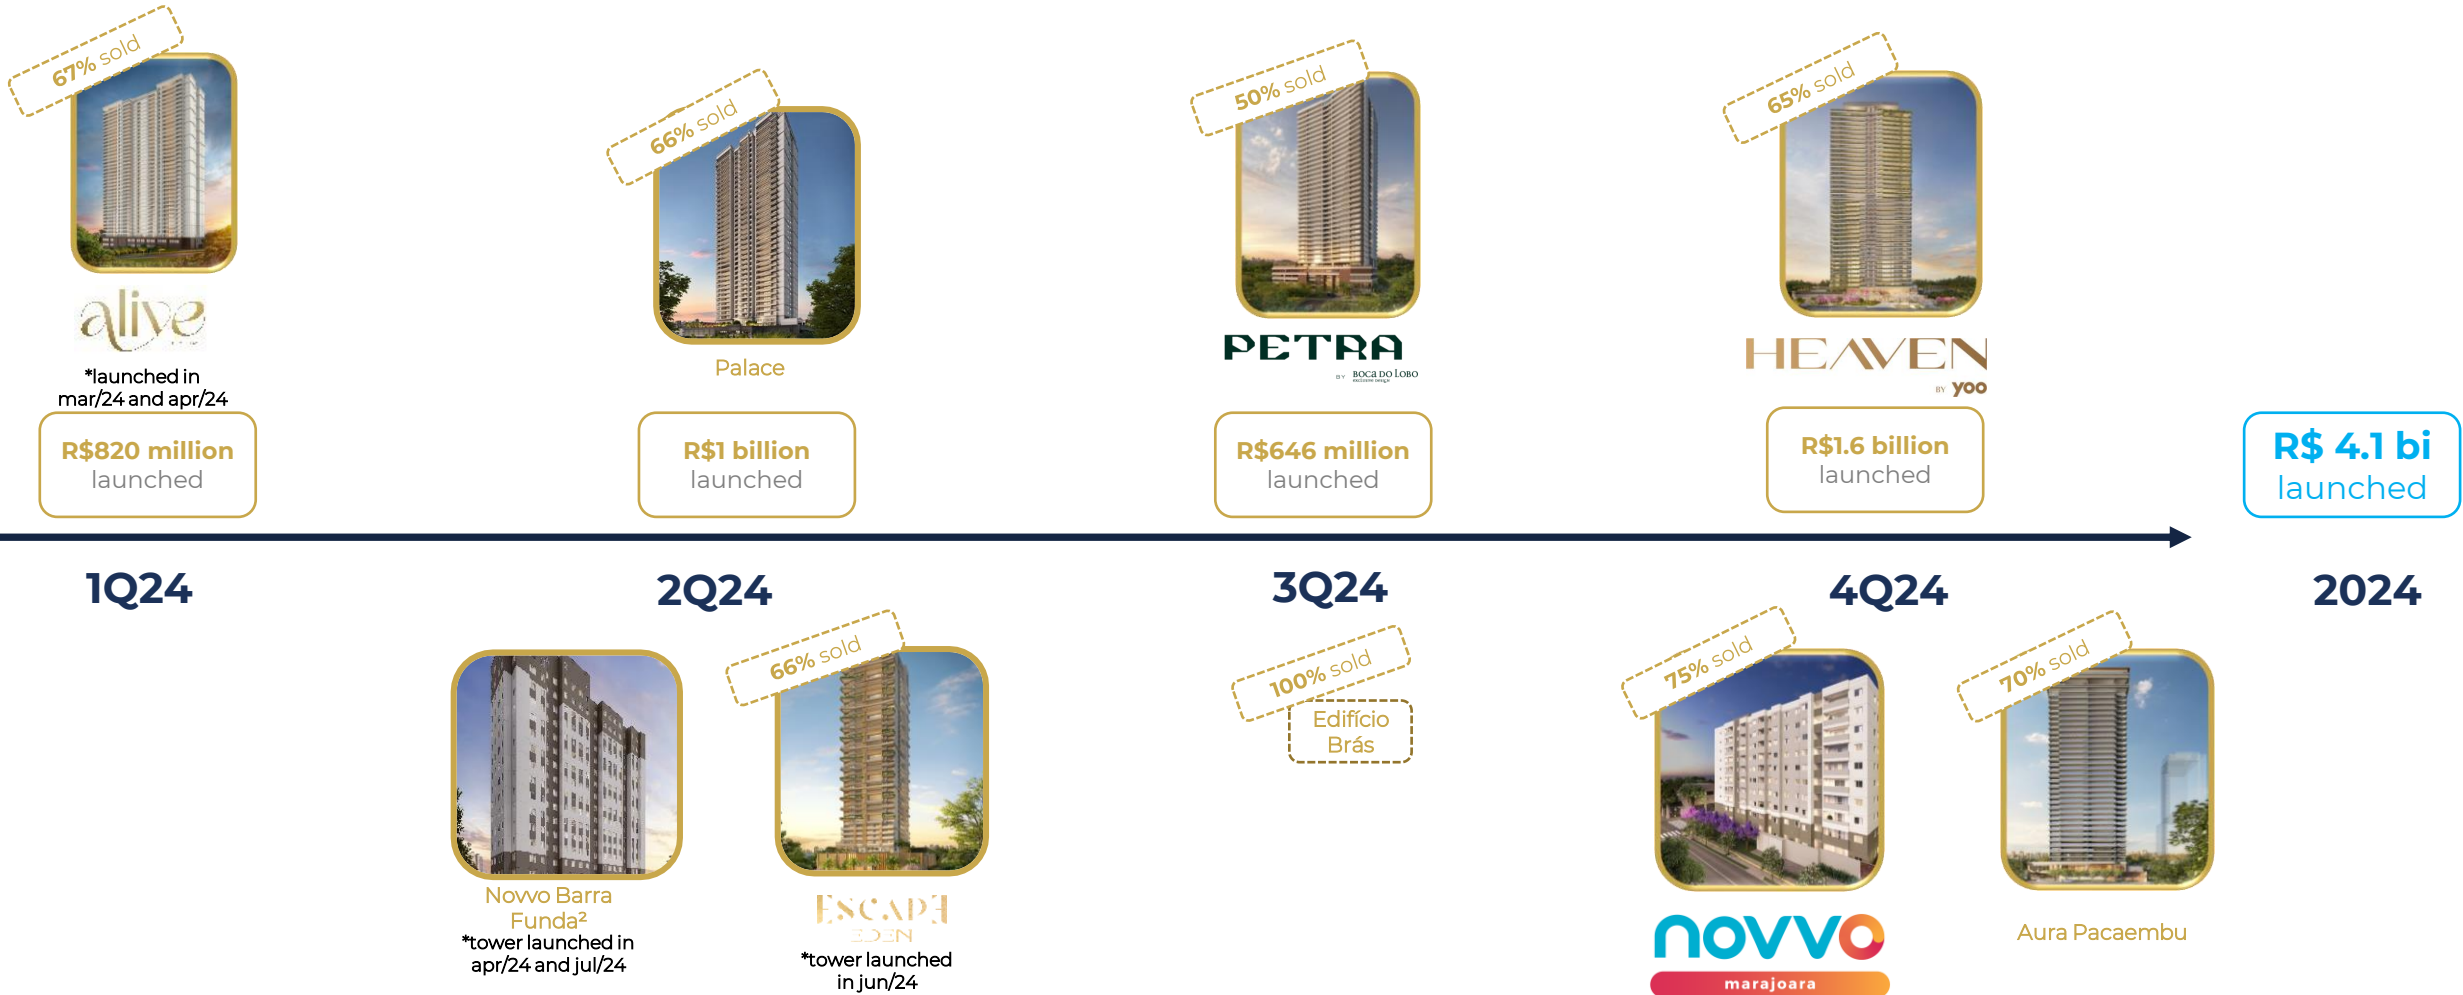 67% sold
alive
*launched in
mar/24 and apr/24
R$820 million
launched
66% sold
Palace
R$1 billion
launched
50% sold
PETRA
BY BOCA DO LOBO
exclusive design
R$646 million
launched
65% sold
HEAVEN
BY yoo
R$1.6 billion
launched
R$ 4.1 bi
launched
1Q24
2Q24
3Q24
4Q24
2024
Novvo Barra
Funda²
*tower launched in
apr/24 and jul/24
66% sold
ESCAPE
EDEN
*tower launched
in jun/24
100% sold
Edifício
Brás
75% sold
novvo
marajoara
70% sold
Aura Pacaembu